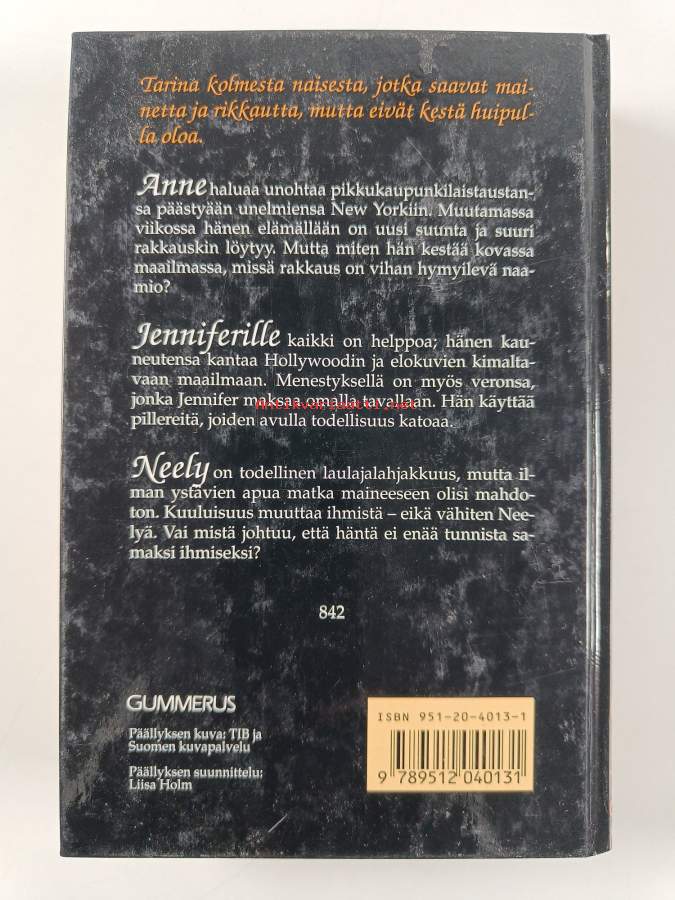 Tarina kolmesta naisesta, jotka saavat mai-
netta ja rikkautta, mutta eivät kestä huipul-
la oloa.
Anne haluaa unohtaa pikkukaupunkilaistaustan-
sa päästyään unelmiensa New Yorkiin. Muutamassa
viikossa hänen elämällään on uusi suunta ja suuri
rakkauskin löytyy. Mutta miten hän kestää kovassa
maailmassa, missä rakkaus on vihan hymyilevä naa-
mio?
Jenniferille kaikki on helppoa; hänen kau-
neutensa kantaa Hollywoodin ja elokuvien kimalta-
vaan maailmaan. Menestyksellä on myös veronsa,
jonka Jennifer maksaa omalla tavallaan. Hän käyttää
antikvariaatti.net
pillereitä, joiden avulla todellisuus katoaa.
Neely on todellinen laulajalahjakkuus, mutta il-
man ystävien apua matka maineeseen olisi mahdo-
ton. Kuuluisuus muuttaa ihmistä – eikä vähiten Nee-
lyä. Vai mistä johtuu, että häntä ei enää tunnista sa-
maksi ihmiseksi?
842
GUMMERUS
Päällyksen kuva: TIB ja
Suomen kuvapalvelu
Päällyksen suunnittelu:
Liisa Holm
ISBN 951-20-4013-1
9 789512 040131